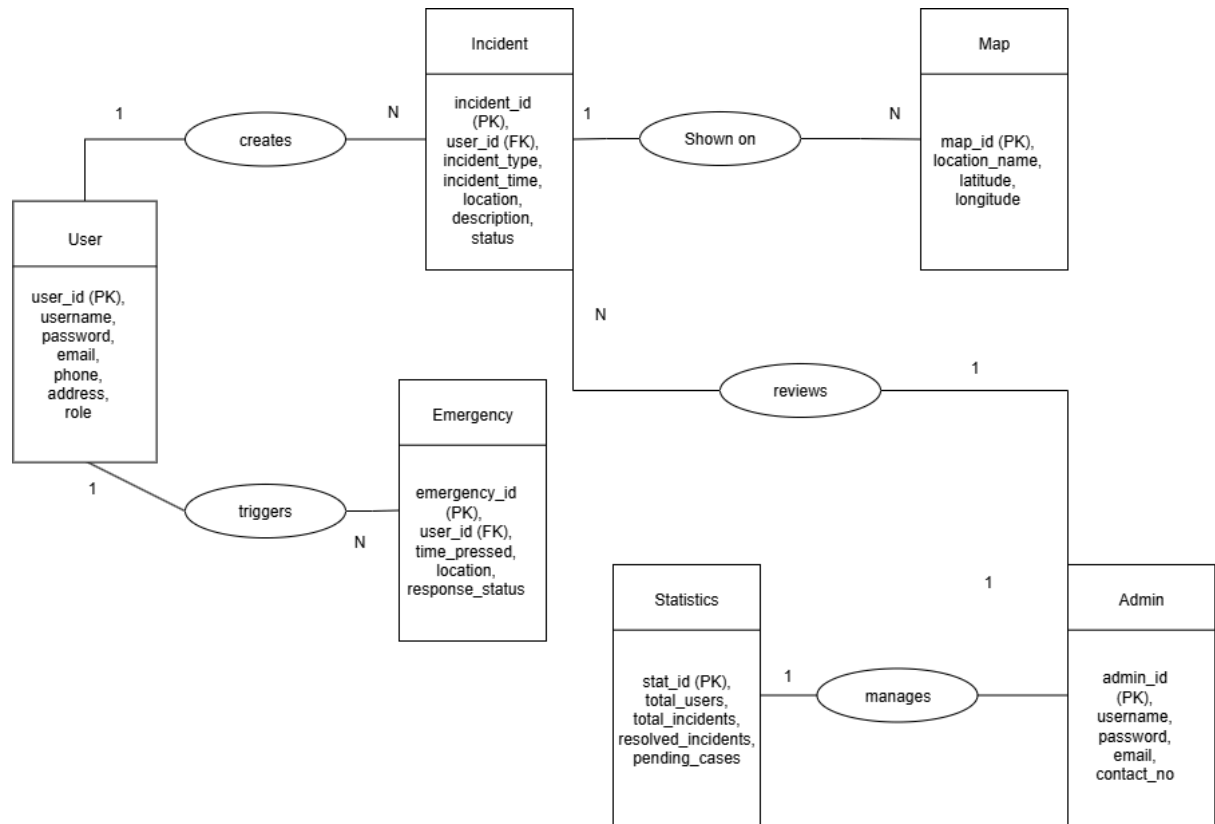 Incident
incident_id
(PK),
user_id (FK),
incident_type,
incident_time,
location,
description,
status
Map
map_id (PK),
location_name,
latitude,
longitude
1
creates
N
1
Shown on
N
User
user_id (PK),
username,
password,
email,
phone,
address,
role
N
reviews
1
Emergency
emergency_id
(PK),
user_id (FK),
time_pressed,
location,
response_status
1
triggers
N
Statistics
stat_id (PK),
total_users,
total_incidents,
resolved_incidents,
pending_cases
1
manages
1
Admin
admin_id
(PK),
username,
password,
email,
contact_no